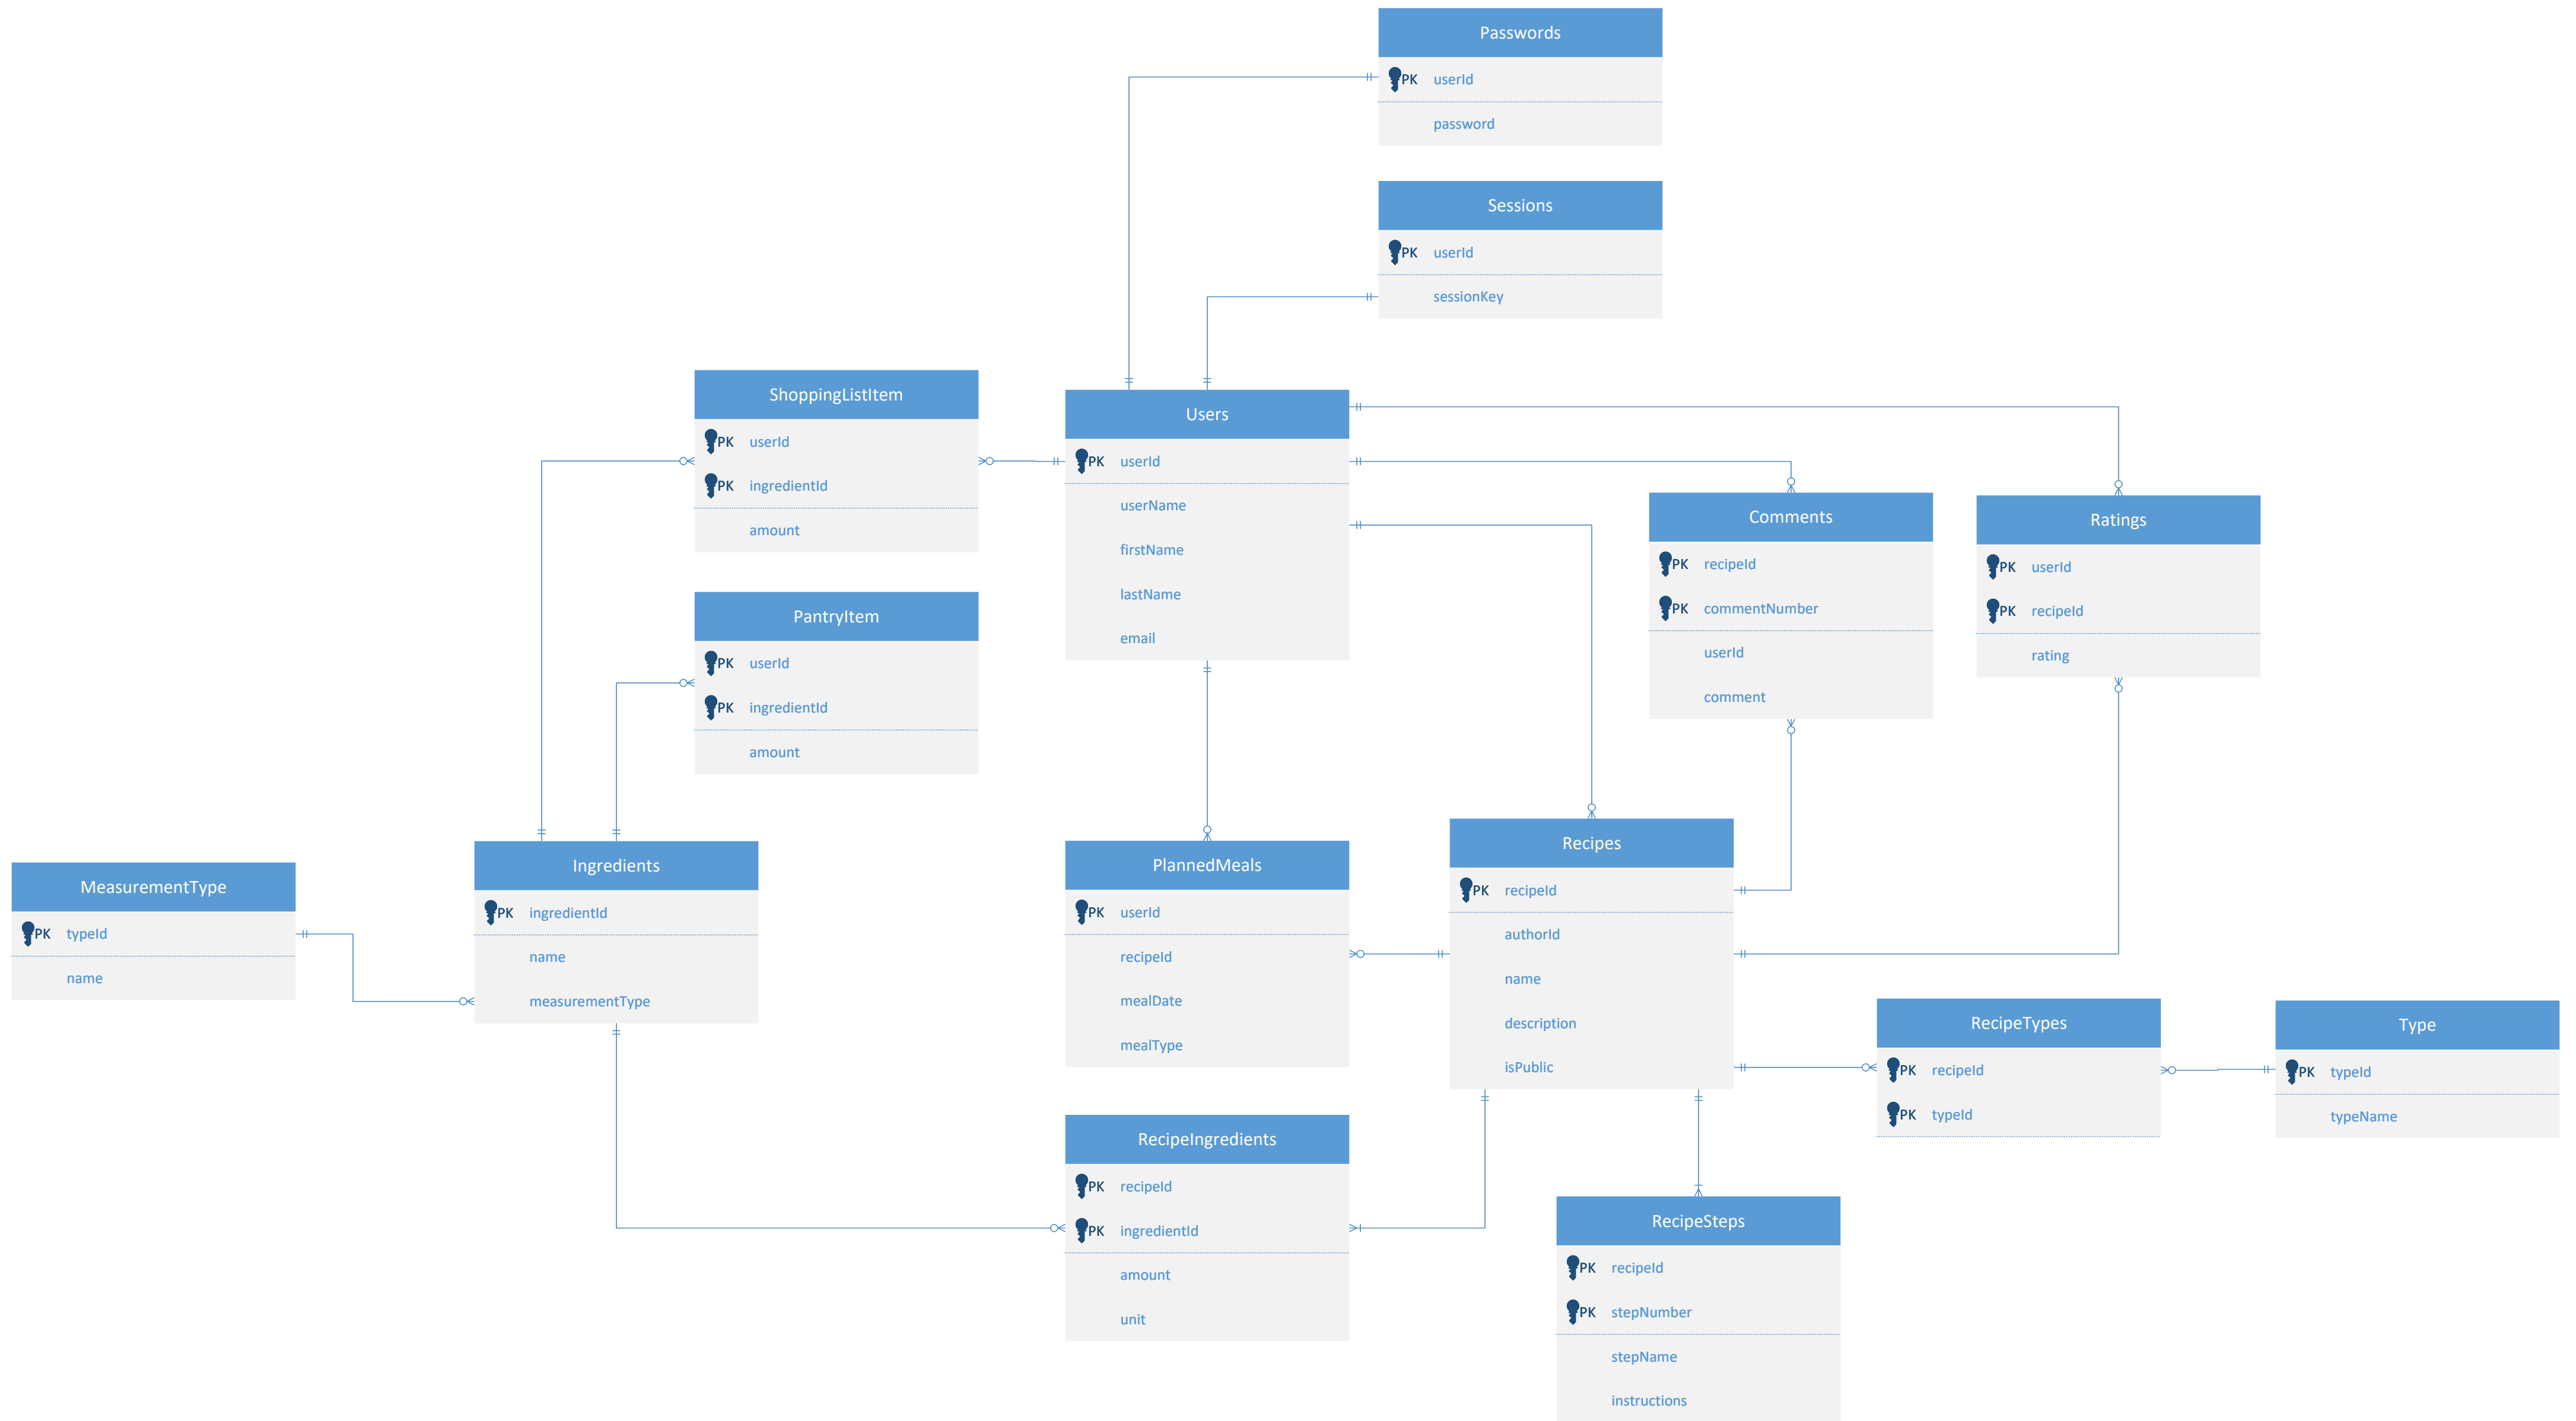 Passwords
PK userId
password
Sessions
PK userId
sessionKey
ShoppingListItem
PK userId
PK ingredientId
amount
Users
PK userId
userName
firstName
lastName
email
Comments
PK recipeId
PK commentNumber
userId
comment
Ratings
PK userId
PK recipeId
rating
PantryItem
PK userId
PK ingredientId
amount
MeasurementType
PK typeId
name
Ingredients
PK ingredientId
name
measurementType
PlannedMeals
PK userId
recipeId
mealDate
mealType
Recipes
PK recipeId
authorId
name
description
isPublic
RecipeTypes
PK recipeId
PK typeId
Type
PK typeId
typeName
RecipeIngredients
PK recipeId
PK ingredientId
amount
unit
RecipeSteps
PK recipeId
PK stepNumber
stepName
instructions